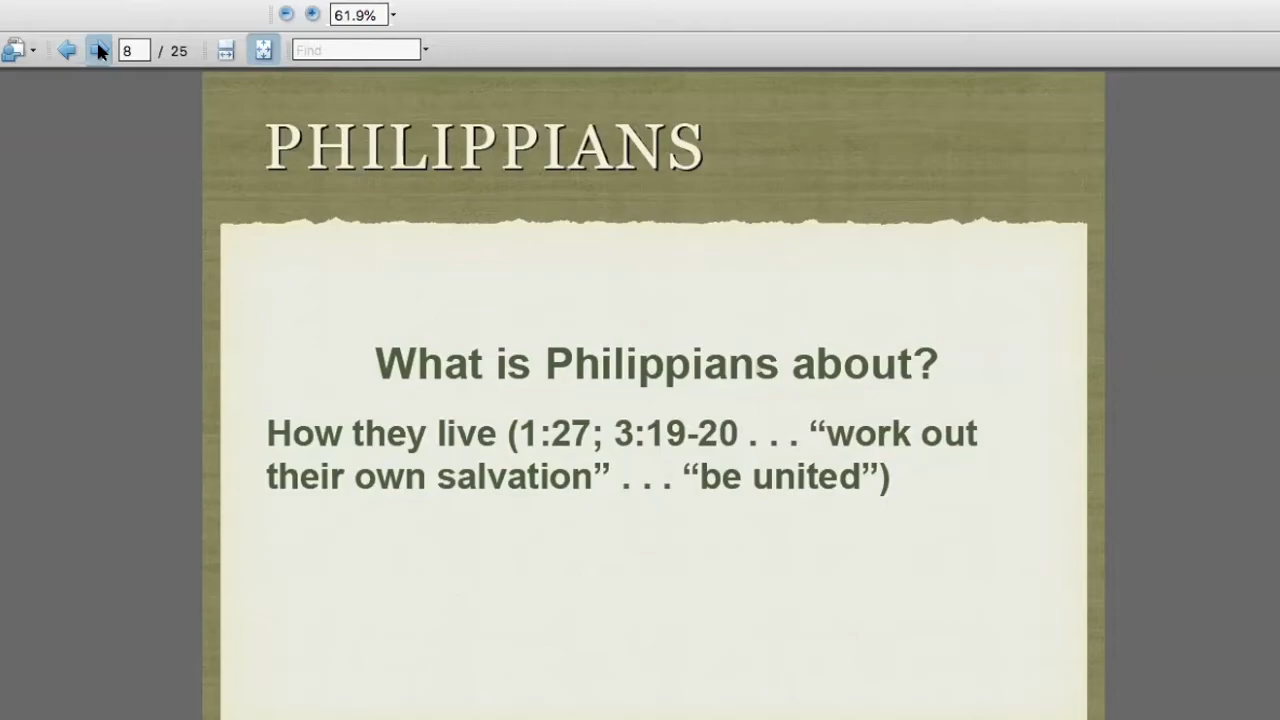 61.9%
8 / 25 Find
PHILIPPIANS
What is Philippians about?
How they live (1:27; 3:19-20 . . . “work out
their own salvation” . . . “be united”)